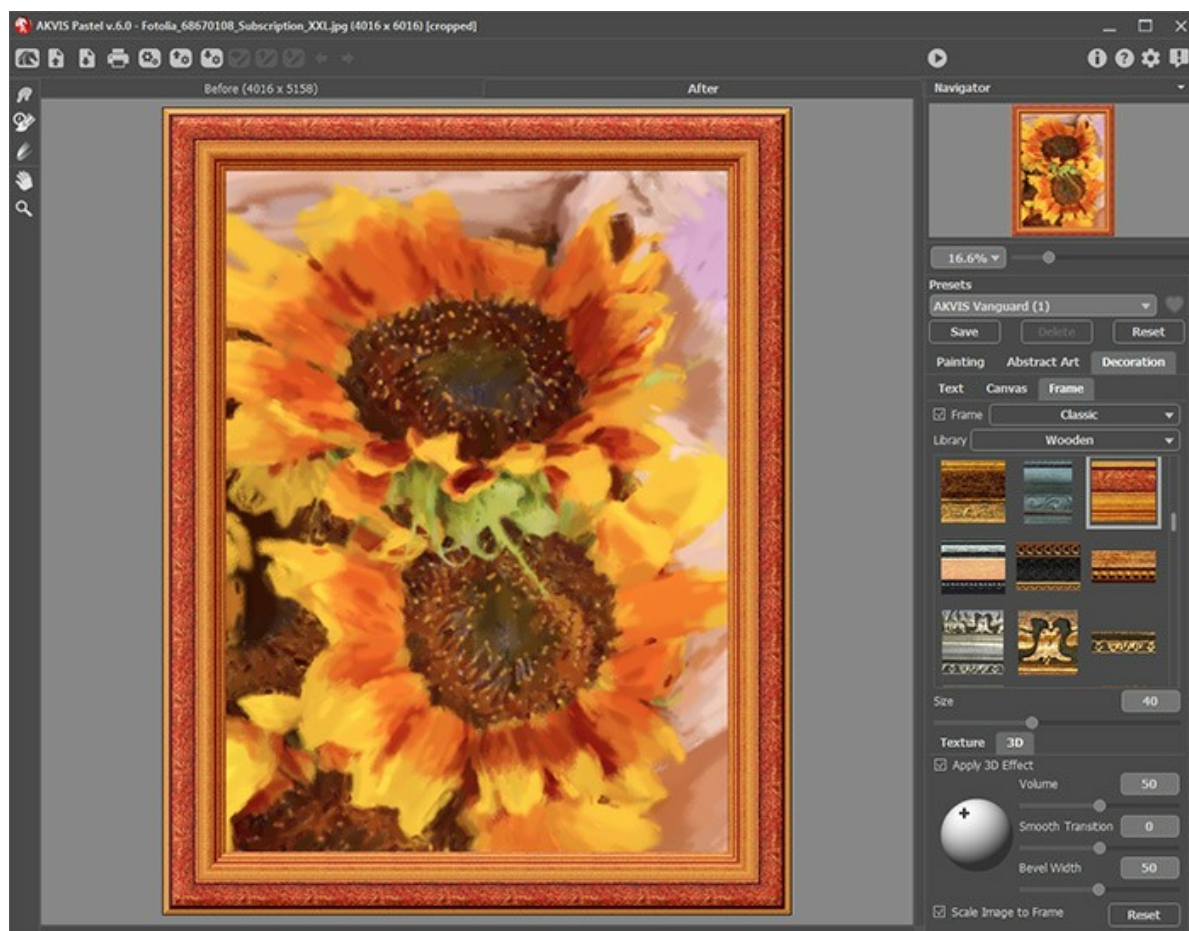 AKVIS Pastel v.6.0 - Fotolia_68670108_Subscription_XXL.jpg (4016 x 6016) [cropped]
Before (4016 x 5158) After
Navigator
16.6%
Presets
AKVIS Vanguard (1)
Save Delete Reset
Painting Abstract Art Decoration
Text Canvas Frame
Frame Classic
Library Wooden
Size 40
Texture 3D
Apply 3D Effect
Volume 50
Smooth Transition 0
Bevel Width 50
Scale Image to Frame Reset